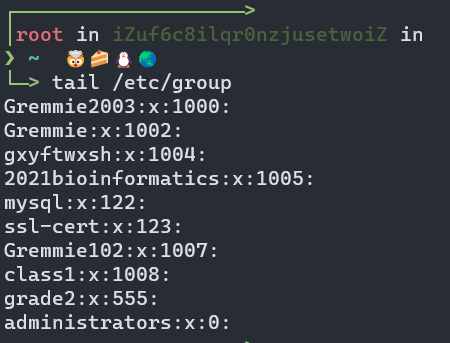 root in iZuf6c8ilqr0nzjusetwoiZ in
❯ ~ 🤯🍰🐧🌏
> tail /etc/group
Gremmie2003:x:1000:
Gremmie:x:1002:
gxyftwxsh:x:1004:
2021bioinformatics:x:1005:
mysql:x:122:
ssl-cert:x:123:
Gremmie102:x:1007:
class1:x:1008:
grade2:x:555:
administrators:x:0: